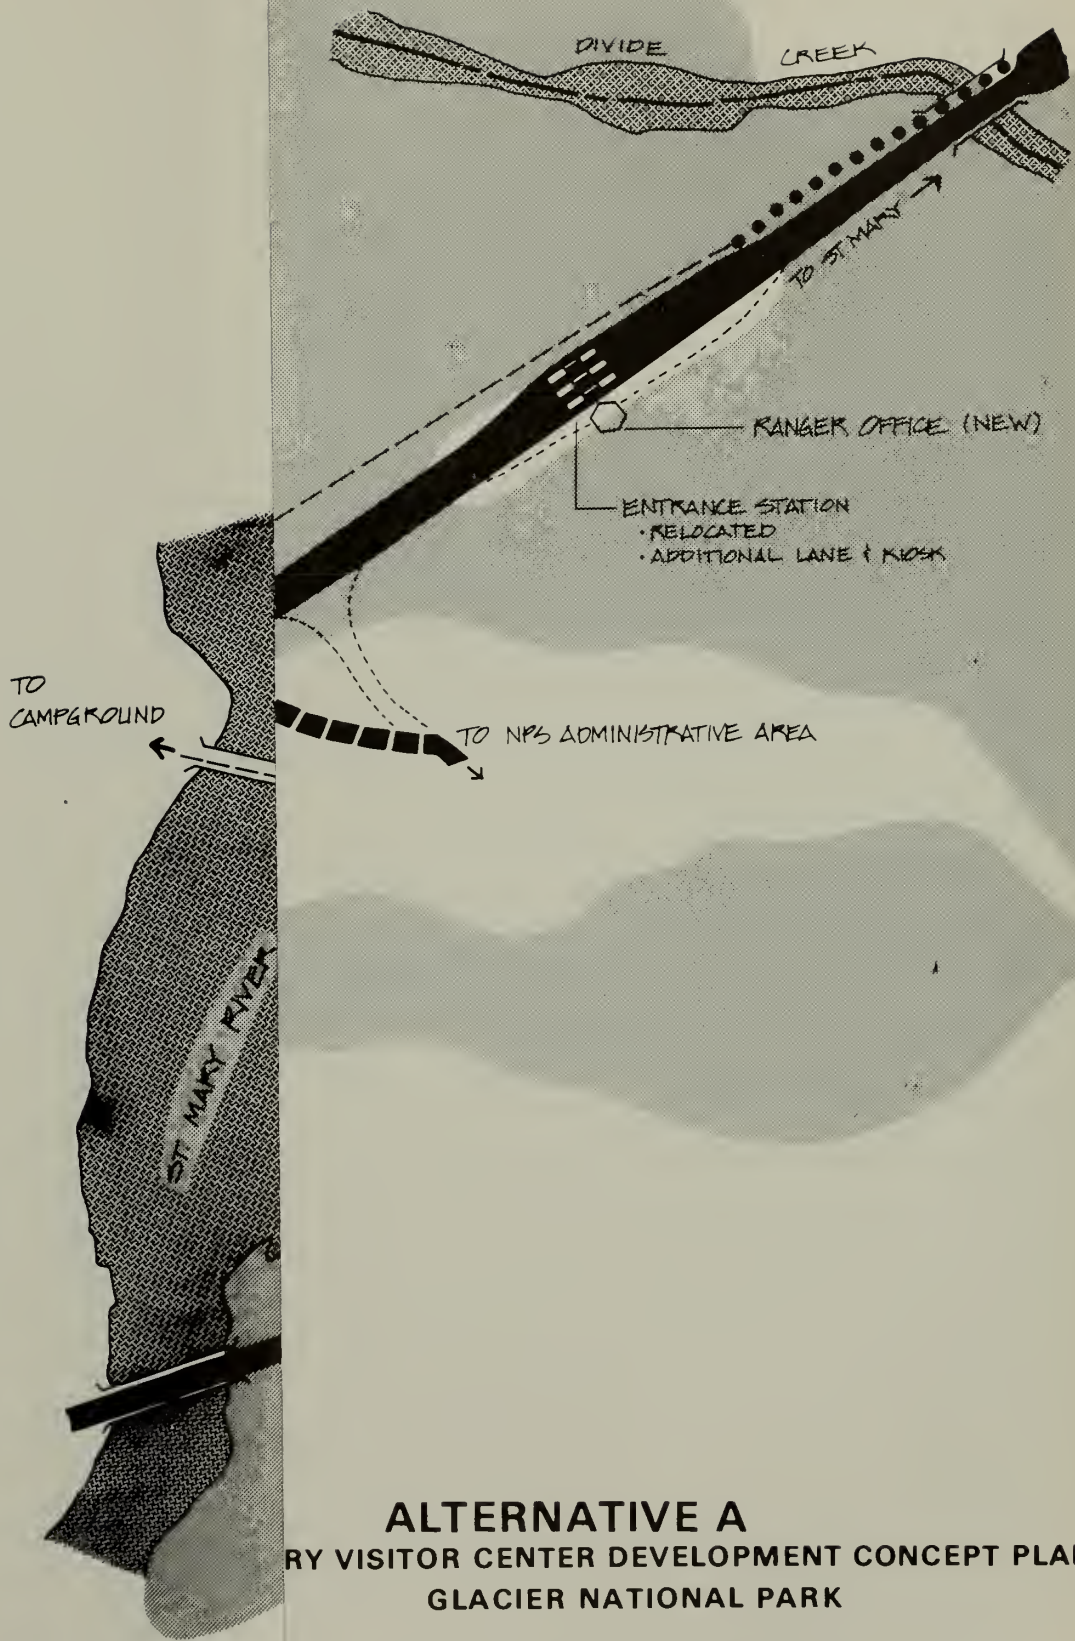 DIVIDE CREEK
TO ST MARY
RANGER OFFICE (NEW)
ENTRANCE STATION
• RELOCATED
• ADDITIONAL LANE & KIOSK
TO
CAMPGROUND
TO NPS ADMINISTRATIVE AREA
ST MARY RIVER
ALTERNATIVE A
RY VISITOR CENTER DEVELOPMENT CONCEPT PLA
GLACIER NATIONAL PARK